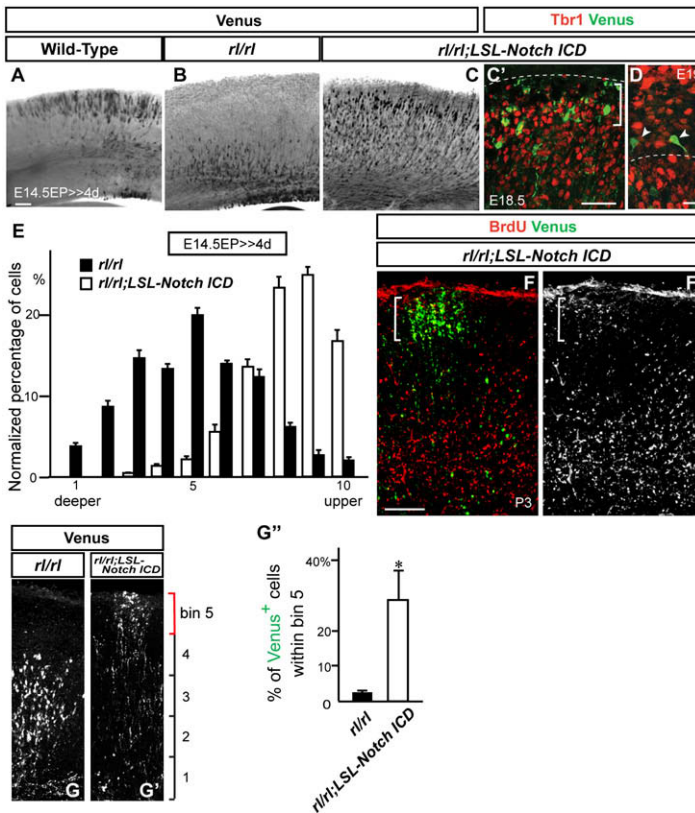 Venus
Tbr1 Venus
Wild-Type
rl/rl
rl/rl;LSL-Notch ICD
A
B
C
C'
D
E19
E14.5EP>>4d
E18.5
E
E14.5EP>>4d
rl/rl
rl/rl;LSL-Notch ICD
Normalized percentage of cells
%
20
10
0
1
5
10
deeper
upper
BrdU Venus
rl/rl;LSL-Notch ICD
F
F
P3
Venus
rl/rl
rl/rl;LSL-
Notch ICD
bin 5
4
3
2
1
G
G'
G''
% of Venus+ cells
within bin 5
40%
20
10
0
*
rl/rl
rl/rl;LSL-Notch ICD